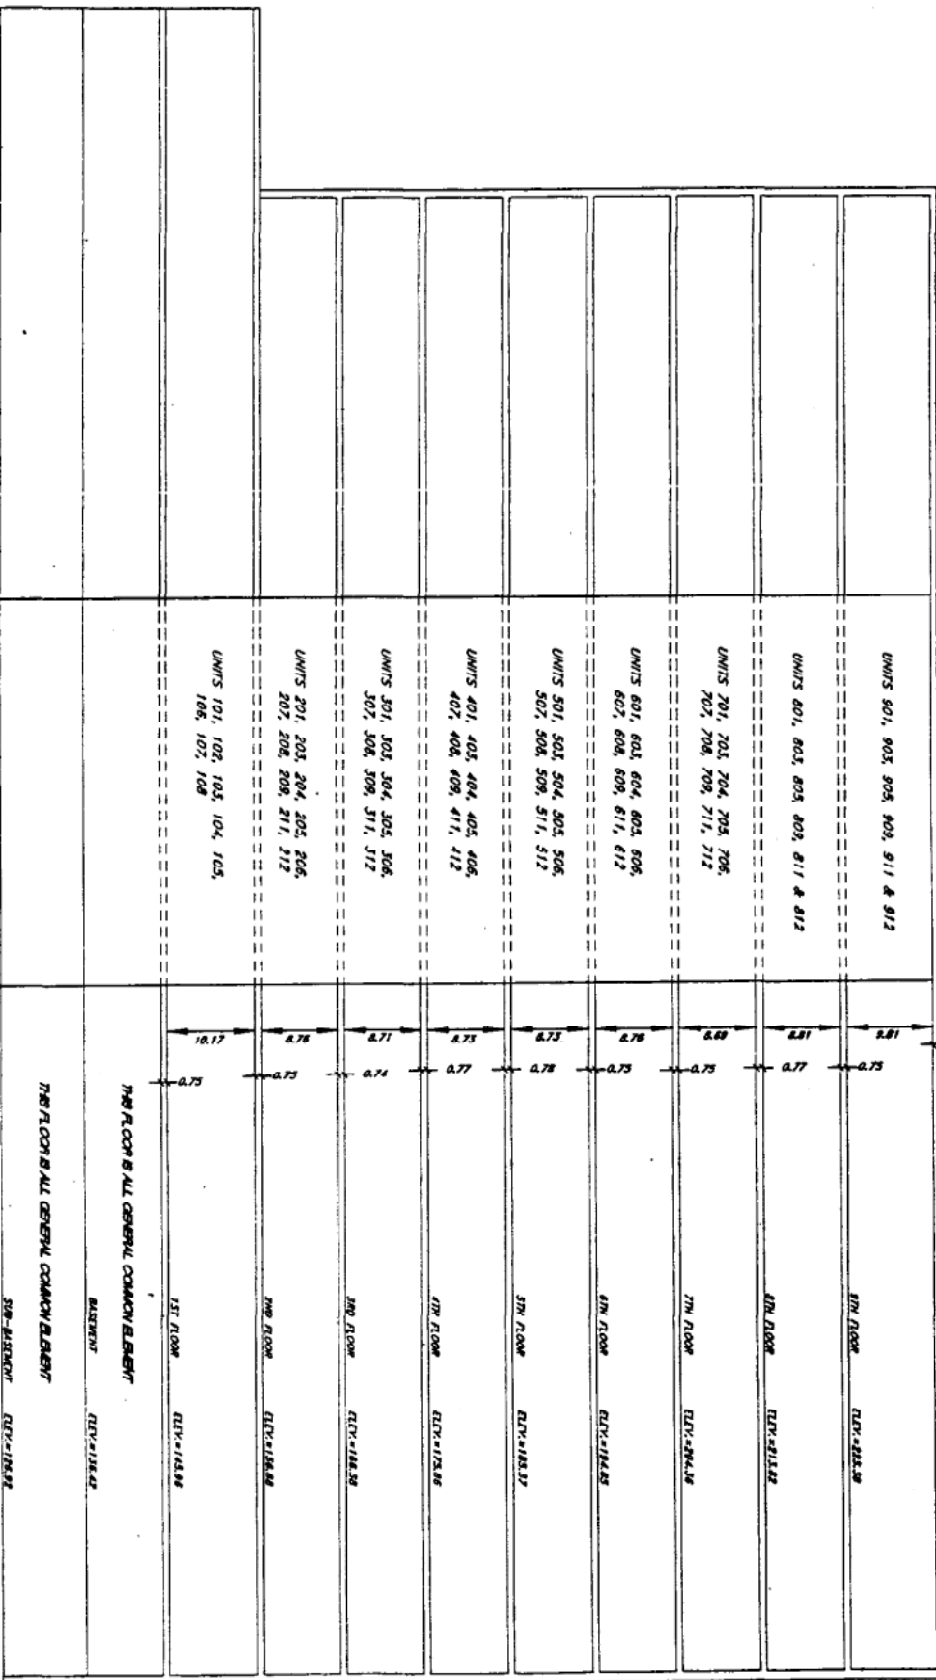 UNITS 901, 903, 905, 909, 911 & 912
9.81
9TH FLOOR
0.75
UNITS 801, 803, 805, 809, 811 & 812
8.81
8TH FLOOR
0.77
UNITS 701, 703, 704, 705, 706,
707, 708, 709, 711, 712
8.69
7TH FLOOR
0.75
UNITS 601, 603, 604, 605, 606,
607, 608, 609, 611, 612
8.76
6TH FLOOR
0.75
UNITS 501, 503, 504, 505, 506,
507, 508, 509, 511, 512
8.73
5TH FLOOR
0.78
UNITS 401, 403, 404, 405, 406,
407, 408, 409, 411, 412
8.73
4TH FLOOR
0.77
UNITS 301, 303, 304, 305, 306,
307, 308, 309, 311, 312
8.71
3RD FLOOR
0.74
UNITS 201, 203, 204, 205, 206,
207, 208, 209, 211, 212
8.76
2ND FLOOR
0.75
UNITS 101, 102, 103, 104, 105,
106, 107, 108
10.17
1ST FLOOR
0.75
THIS FLOOR IS ALL GENERAL COMMON ELEMENT
BASEMENT
THIS FLOOR IS ALL GENERAL COMMON ELEMENT
SUB-BASEMENT